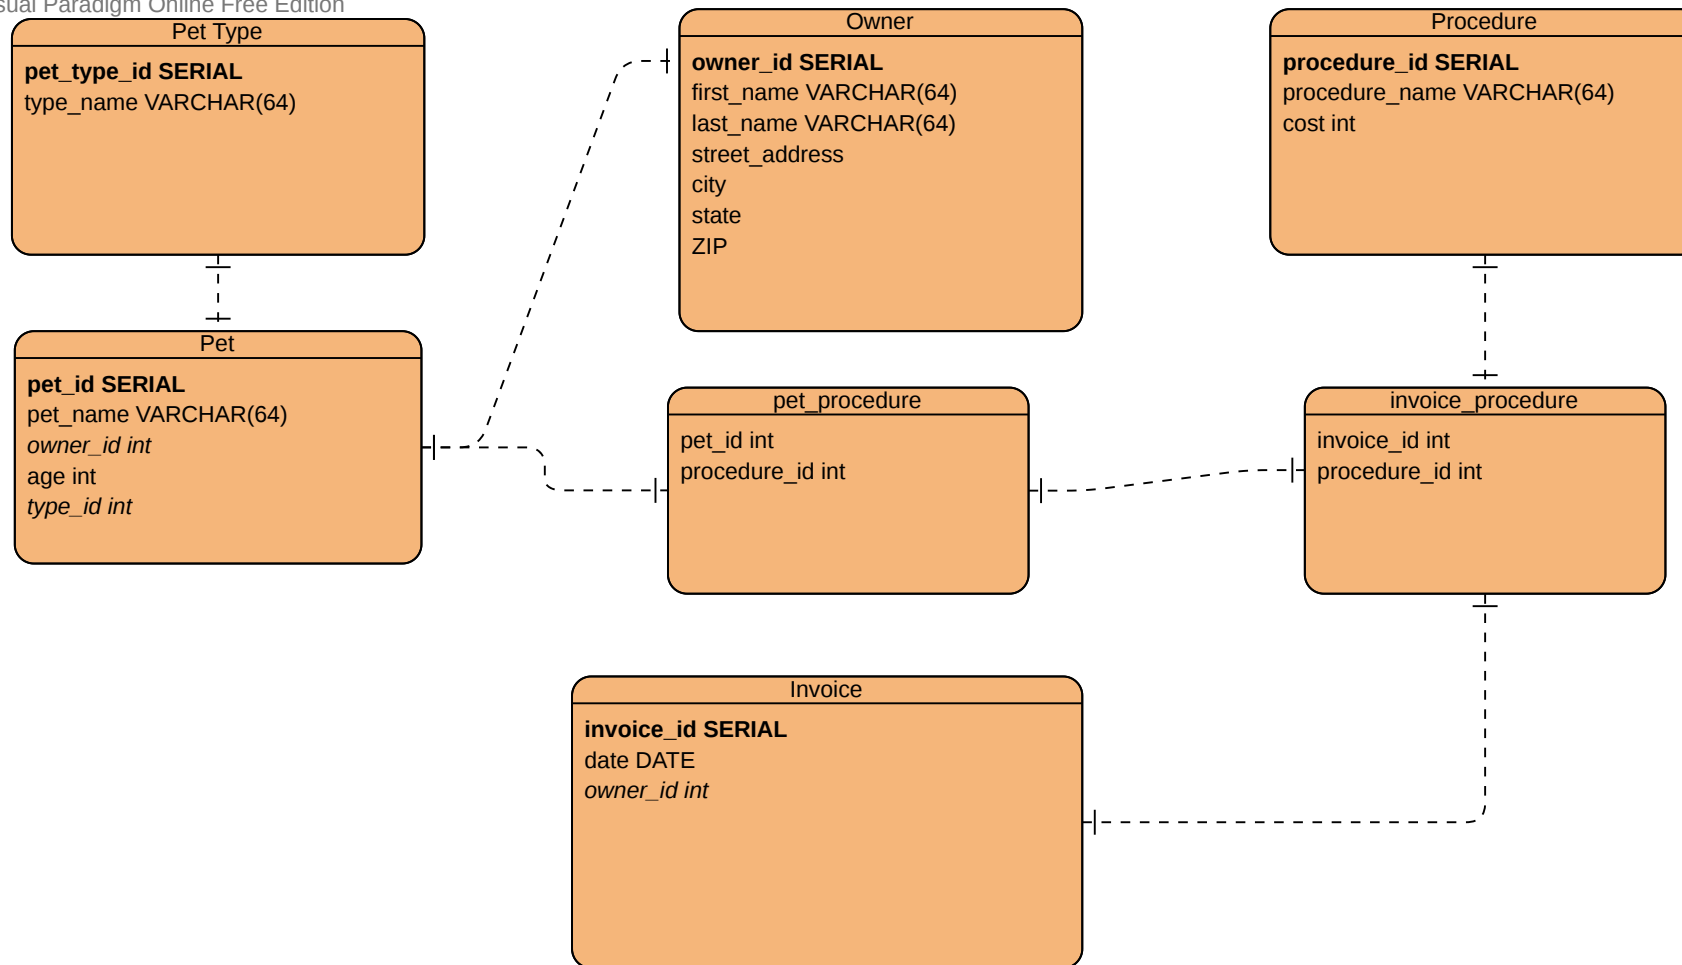 Paradigm Online Free Edition
Pet Type
pet_type_id SERIAL
type_name VARCHAR(64)
Owner
owner_id SERIAL
first_name VARCHAR(64)
last_name VARCHAR(64)
street_address
city
state
ZIP
Procedure
procedure_id SERIAL
procedure_name VARCHAR(64)
cost int
Pet
pet_id SERIAL
pet_name VARCHAR(64)
owner_id int
age int
type_id int
pet_procedure
pet_id int
procedure_id int
invoice_procedure
invoice_id int
procedure_id int
Invoice
invoice_id SERIAL
date DATE
owner_id int